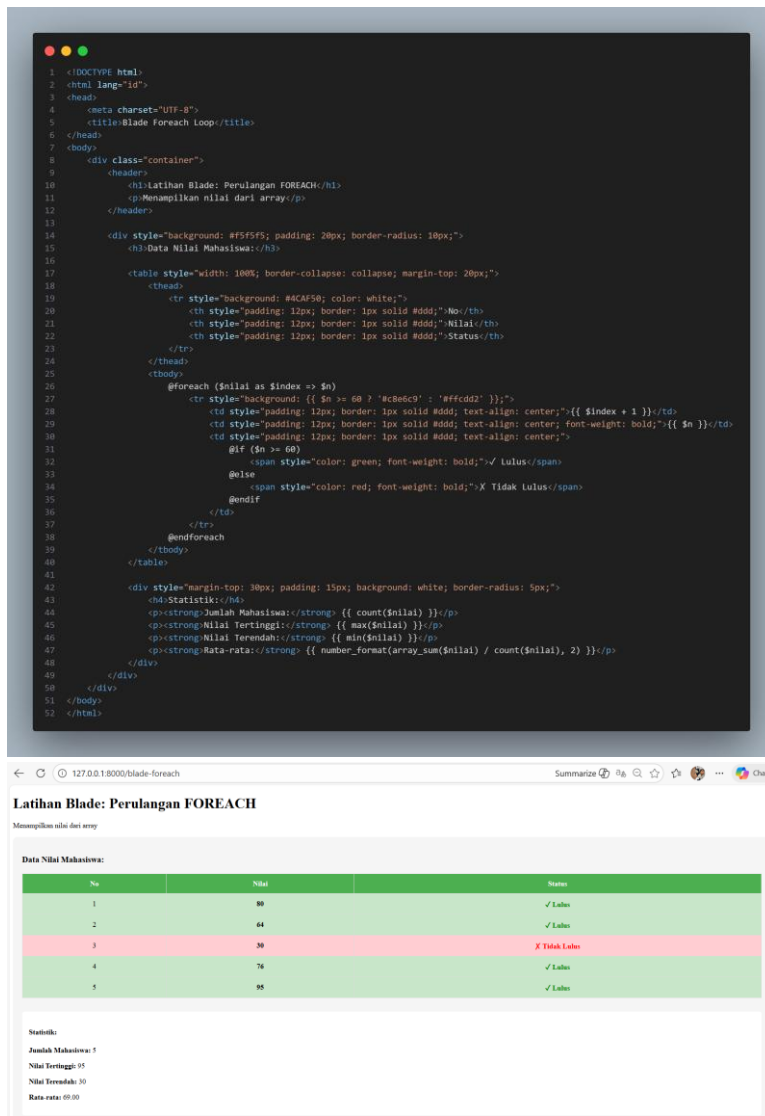 1 <!DOCTYPE html>
2 <html lang="id">
3 <head>
4     <meta charset="UTF-8">
5     <title>Blade Foreach Loop</title>
6 </head>
7 <body>
8     <div class="container">
9         <header>
10             <h1>Latihan Blade: Perulangan FOREACH</h1>
11             <p>Menampilkan nilai dari array</p>
12         </header>
13
14         <div style="background: #f5f5f5; padding: 20px; border-radius: 10px;">
15             <h3>Data Nilai Mahasiswa:</h3>
16
17             <table style="width: 100%; border-collapse: collapse; margin-top: 20px;">
18                 <thead>
19                     <tr style="background: #4CAF50; color: white;">
20                         <th style="padding: 12px; border: 1px solid #ddd;">No</th>
21                         <th style="padding: 12px; border: 1px solid #ddd;">Nilai</th>
22                         <th style="padding: 12px; border: 1px solid #ddd;">Status</th>
23                     </tr>
24                 </thead>
25                 <tbody>
26                     @foreach ($nilai as $index => $n)
27                         <tr style="background: {{ $n >= 60 ? '#c8e6c9' : '#ffcdd2' }};">
28                             <td style="padding: 12px; border: 1px solid #ddd; text-align: center;">{{ $index + 1 }}</td>
29                             <td style="padding: 12px; border: 1px solid #ddd; text-align: center; font-weight: bold;">{{ $n }}</td>
30                             <td style="padding: 12px; border: 1px solid #ddd; text-align: center;">
31                                 @if ($n >= 60)
32                                     <span style="color: green; font-weight: bold;">✓ Lulus</span>
33                                 @else
34                                     <span style="color: red; font-weight: bold;">✗ Tidak Lulus</span>
35                                 @endif
36                             </td>
37                         </tr>
38                     @endforeach
39                 </tbody>
40             </table>
41
42             <div style="margin-top: 30px; padding: 15px; background: white; border-radius: 5px;">
43                 <h4>Statistik:</h4>
44                 <p><strong>Jumlah Mahasiswa:</strong> {{ count($nilai) }}</p>
45                 <p><strong>Nilai Tertinggi:</strong> {{ max($nilai) }}</p>
46                 <p><strong>Nilai Terendah:</strong> {{ min($nilai) }}</p>
47                 <p><strong>Rata-rata:</strong> {{ number_format(array_sum($nilai) / count($nilai), 2) }}</p>
48             </div>
49         </div>
50     </div>
51 </body>
52 </html>
127.0.0.1:8000/blade-foreach Summarize
Latihan Blade: Perulangan FOREACH
Menampilkan nilai dari array
Data Nilai Mahasiswa:
No Nilai Status
1 80 ✓ Lulus
2 64 ✓ Lulus
3 30 ✗ Tidak Lulus
4 76 ✓ Lulus
5 95 ✓ Lulus
Statistik:
Jumlah Mahasiswa: 5
Nilai Tertinggi: 95
Nilai Terendah: 30
Rata-rata: 69.00